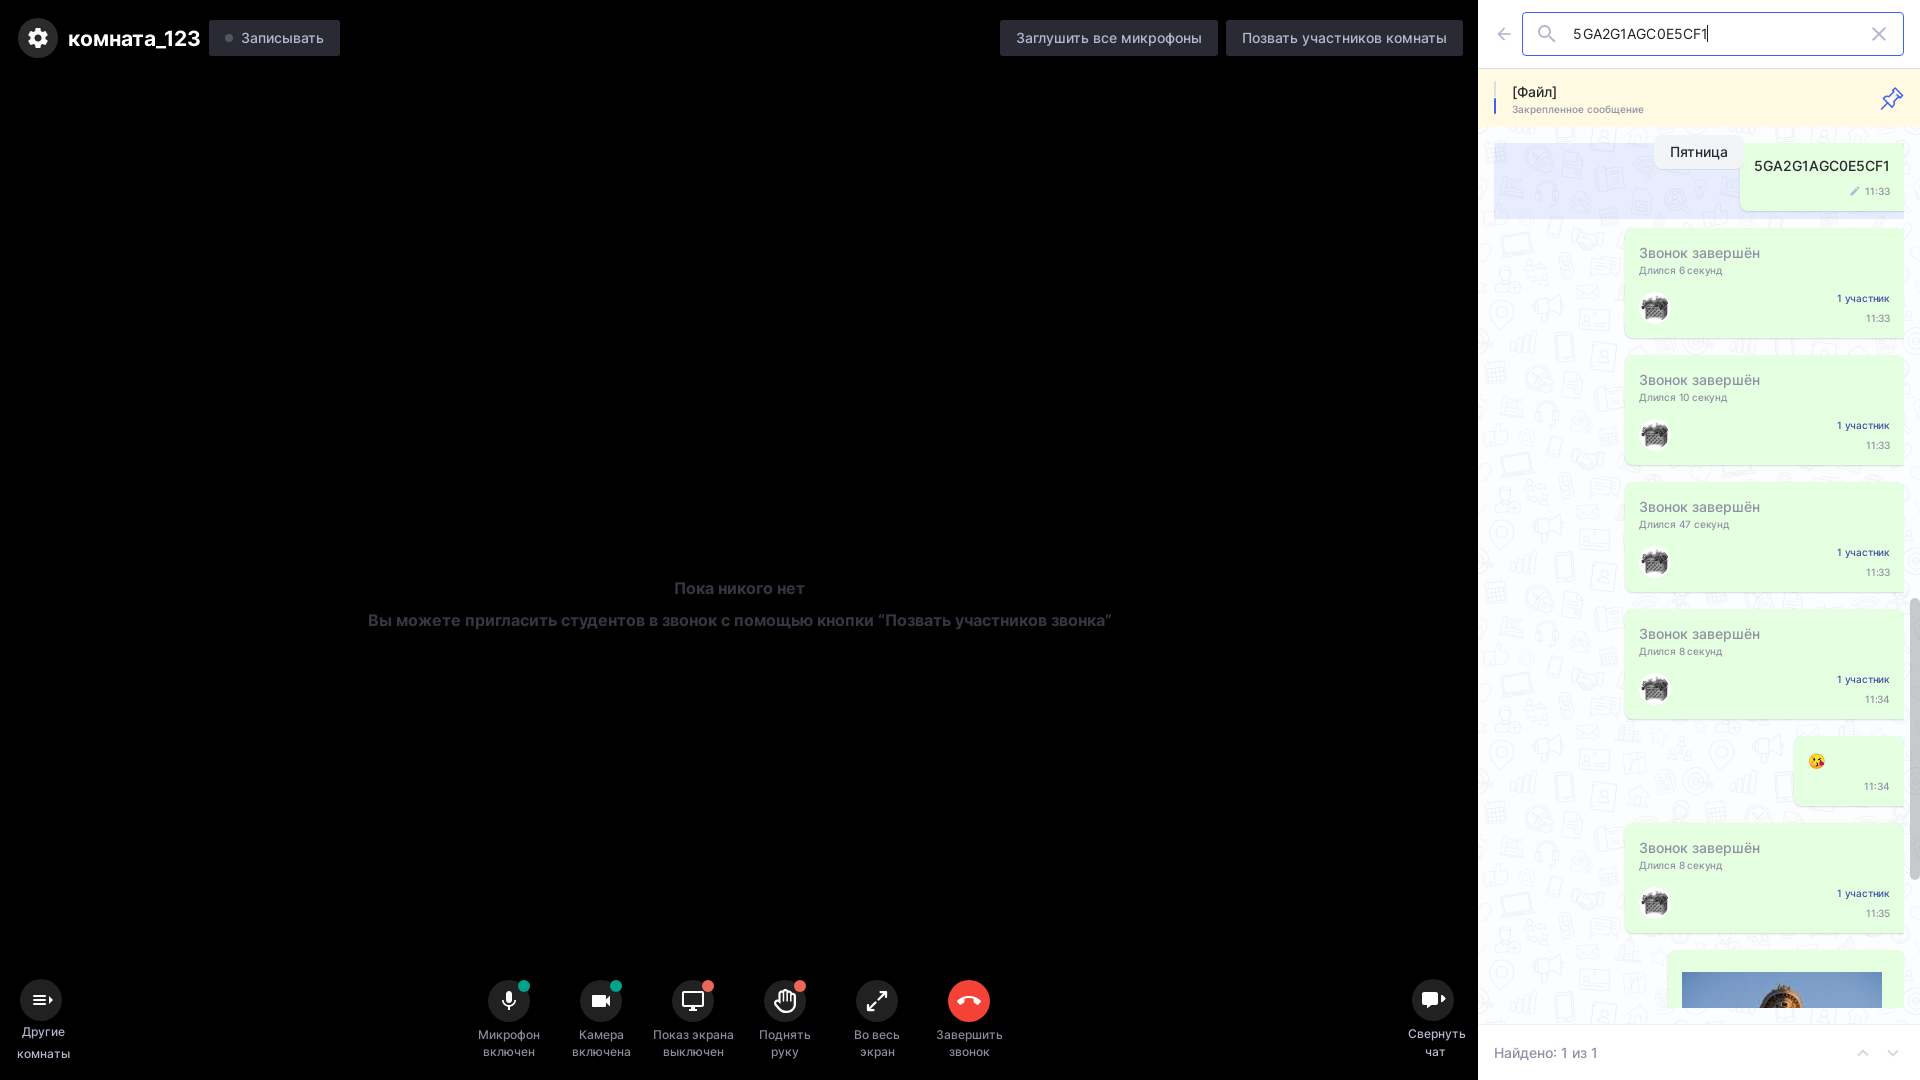 комната_123
Записывать
Заглушить все микрофоны
Позвать участников комнаты
5GA2G1AGC0E5CF1
[Файл]
Закрепленное сообщение
Пятница
5GA2G1AGC0E5CF1
11:33
Звонок завершён
Длился 6 секунд
1 участник
11:33
Звонок завершён
Длился 10 секунд
1 участник
11:33
Звонок завершён
Длился 47 секунд
1 участник
11:33
Звонок завершён
Длился 8 секунд
1 участник
11:34
11:34
Звонок завершён
Длился 8 секунд
1 участник
11:35
Найдено: 1 из 1
Пока никого нет
Вы можете пригласить студентов в звонок с помощью кнопки “Позвать участников звонка”
Другие
комнаты
Микрофон
включен
Камера
включена
Показ экрана
выключен
Поднять
руку
Во весь
экран
Завершить
звонок
Свернуть
чат